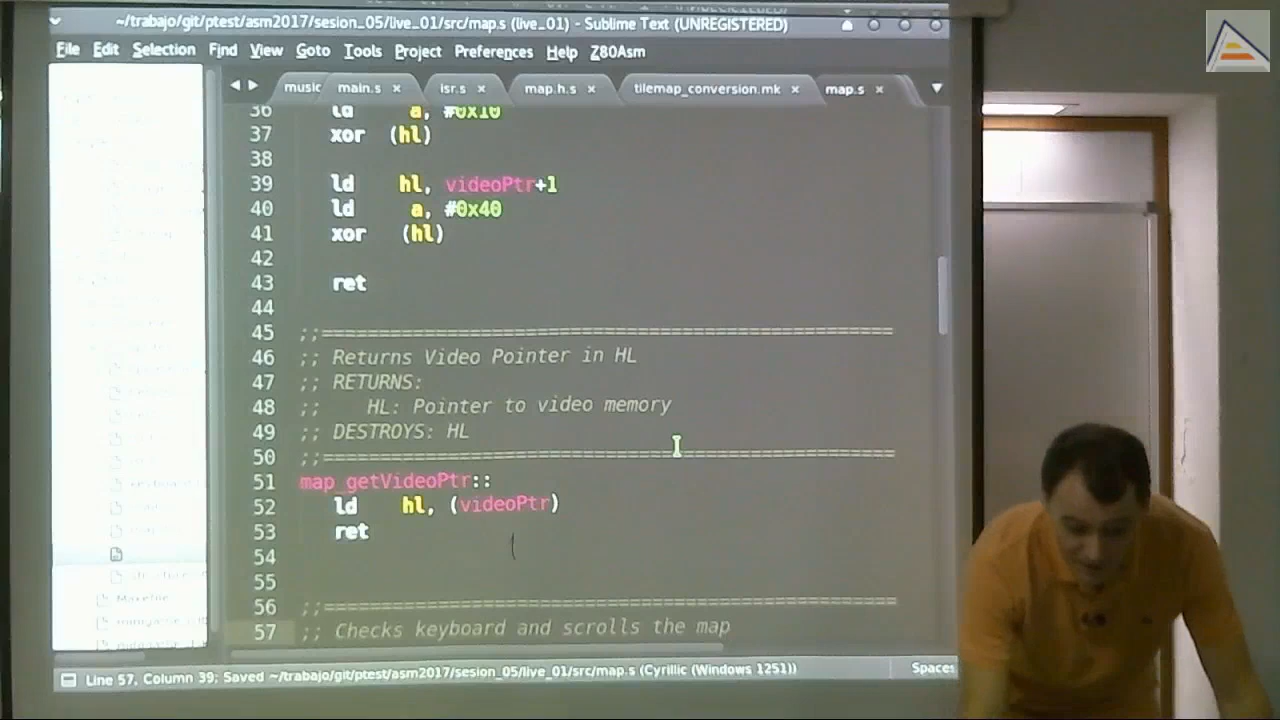 ~/trabajo/git/ptest/asm2017/sesion_05/live_01/src/map.s (live_01) - Sublime Text (UNREGISTERED)
File Edit Selection Find View Goto Tools Project Preferences Help Z80Asm
music main.s × isr.s × map.h.s × tilemap_conversion.mk × map.s ×
36 ld a, #0x10
37 xor (hl)
38
39 ld hl, videoPtr+1
40 ld a, #0x40
41 xor (hl)
42
43 ret
44
45 ;;==================================================
46 ;; Returns Video Pointer in HL
47 ;; RETURNS:
48 ;; HL: Pointer to video memory
49 ;; DESTROYS: HL
50 ;;==================================================
51 map_getVideoPtr::
52 ld hl, (videoPtr)
53 ret
54
55
56 ;;==================================================
57 ;; Checks keyboard and scrolls the map
Makefile
Line 57, Column 39; Saved ~/trabajo/git/ptest/asm2017/sesion_05/live_01/src/map.s (Cyrillic (Windows 1251)) Spaces